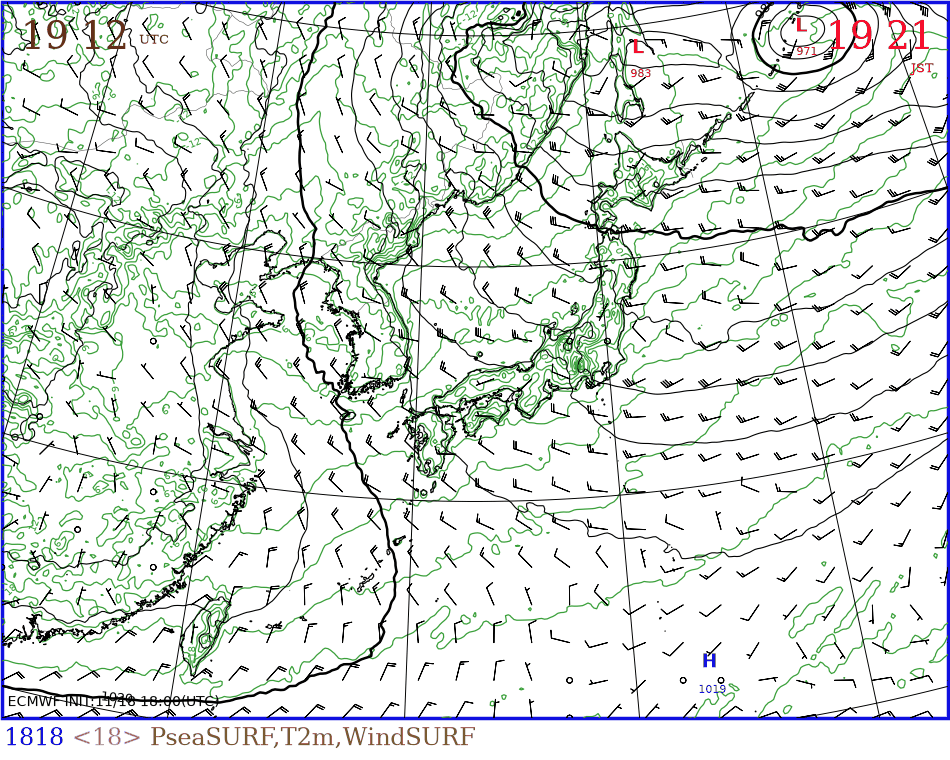 19 12 UTC
L 971
19 21 JST
L 983
H 1019
1020
ECMWF INIT:11/18 18:00(UTC)
1818 <18> PseaSURF,T2m,WindSURF